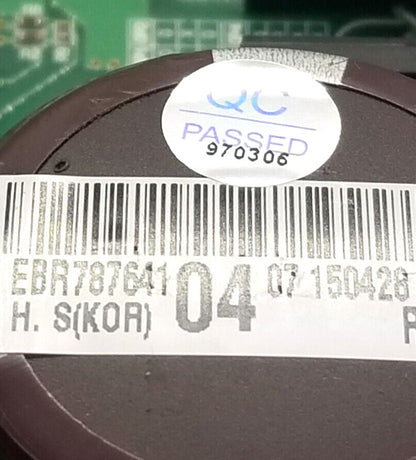 QC
PASSED
970306
EBR787641 04 07 150426
H. S(KOR)